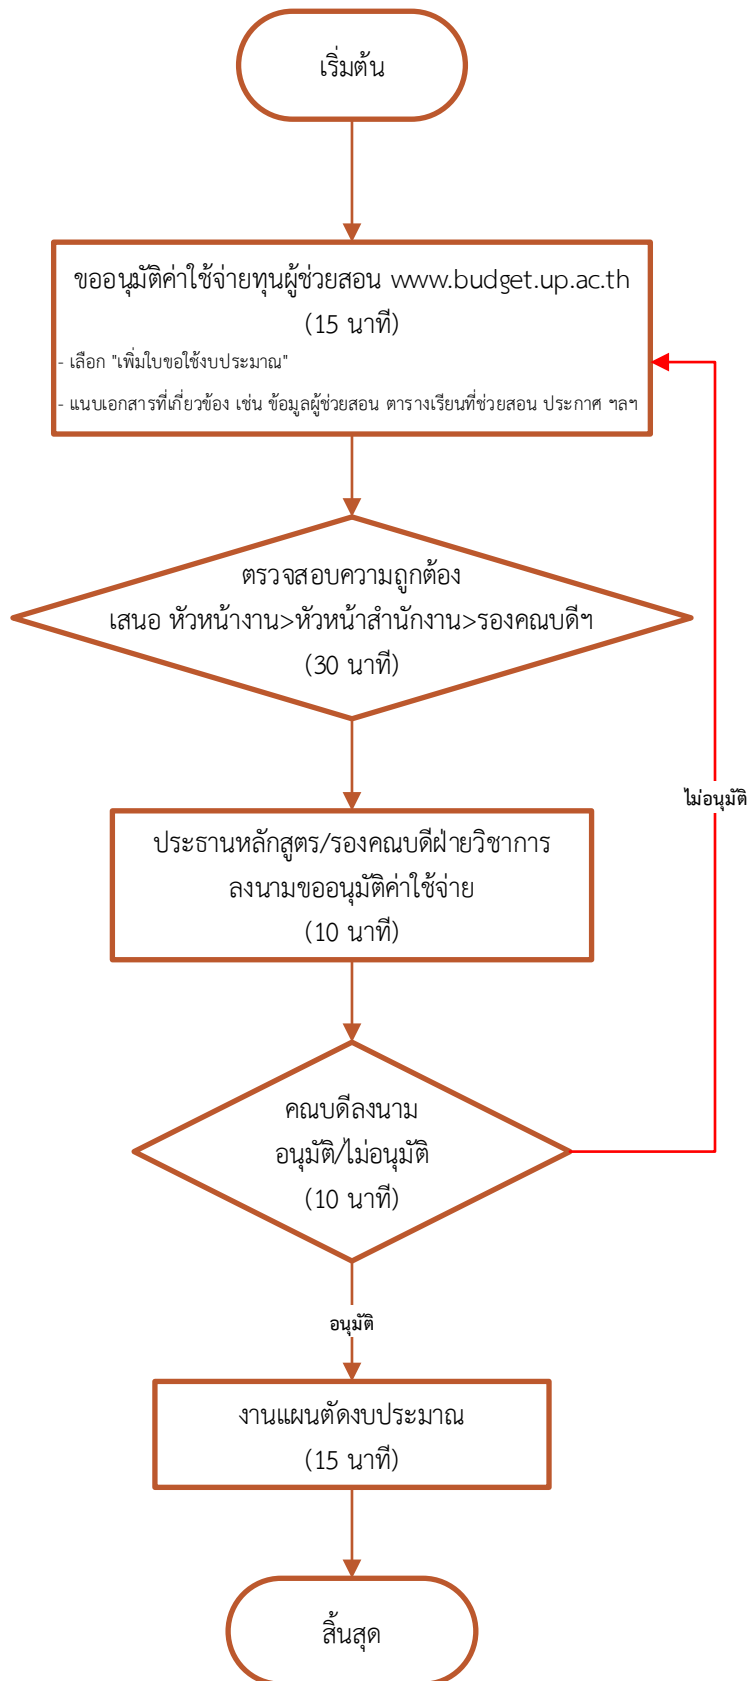 เริ่มต้น
ขออนุมัติค่าใช้จ่ายทุนผู้ช่วยสอน www.budget.up.ac.th
(15 นาที)
- เลือก "เพิ่มใบขอใช้งบประมาณ"
- แนบเอกสารที่เกี่ยวข้อง เช่น ข้อมูลผู้ช่วยสอน ตารางเรียนที่ช่วยสอน ประกาศ ฯลฯ
ตรวจสอบความถูกต้อง
เสนอ หัวหน้างาน>หัวหน้าสำนักงาน>รองคณบดีฯ
(30 นาที)
ไม่อนุมัติ
ประธานหลักสูตร/รองคณบดีฝ่ายวิชาการ
ลงนามขออนุมัติค่าใช้จ่าย
(10 นาที)
คณบดีลงนาม
อนุมัติ/ไม่อนุมัติ
(10 นาที)
อนุมัติ
งานแผนตัดงบประมาณ
(15 นาที)
สิ้นสุด